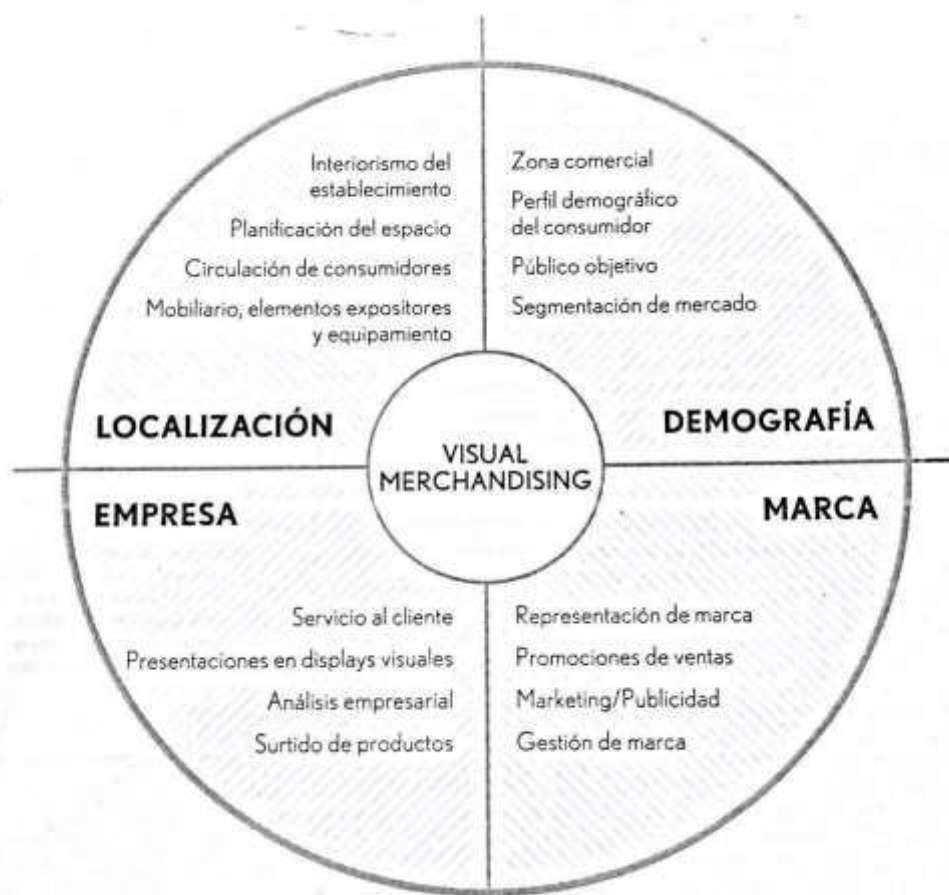 Interiorismo del
establecimiento
Planificación del espacio
Circulación de consumidores
Mobiliario, elementos expositores
y equipamiento
LOCALIZACIÓN
Zona comercial
Perfil demográfico
del consumidor
Público objetivo
Segmentación de mercado
DEMOGRAFÍA
VISUAL
MERCHANDISING
EMPRESA
Servicio al cliente
Presentaciones en displays visuales
Análisis empresarial
Surtido de productos
MARCA
Representación de marca
Promociones de ventas
Marketing/Publicidad
Gestión de marca